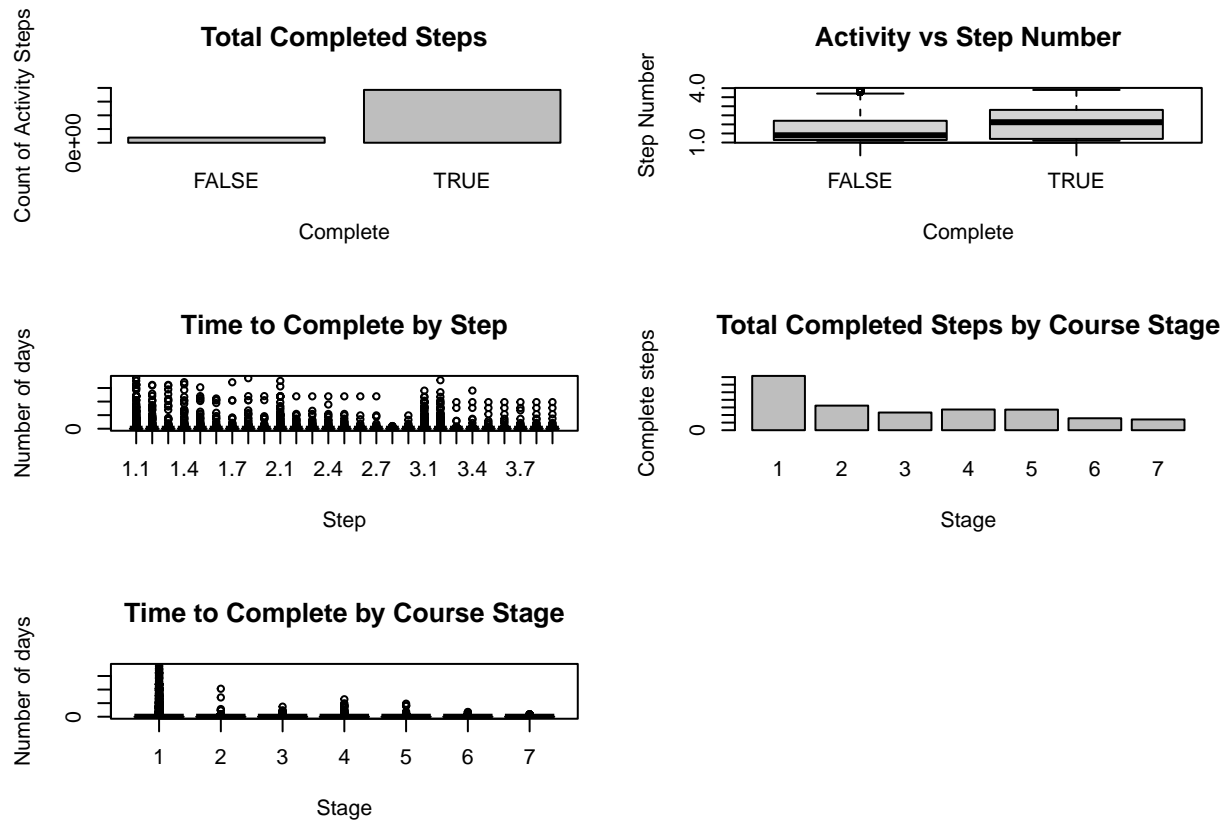 Total Completed Steps
Count of Activity Steps
0e+00
FALSE TRUE
Complete
Activity vs Step Number
Step Number
4.0
1.0
FALSE TRUE
Complete
Time to Complete by Step
Number of days
0
1.1 1.4 1.7 2.1 2.4 2.7 3.1 3.4 3.7
Step
Total Completed Steps by Course Stage
Complete steps
0
1 2 3 4 5 6 7
Stage
Time to Complete by Course Stage
Number of days
0
1 2 3 4 5 6 7
Stage